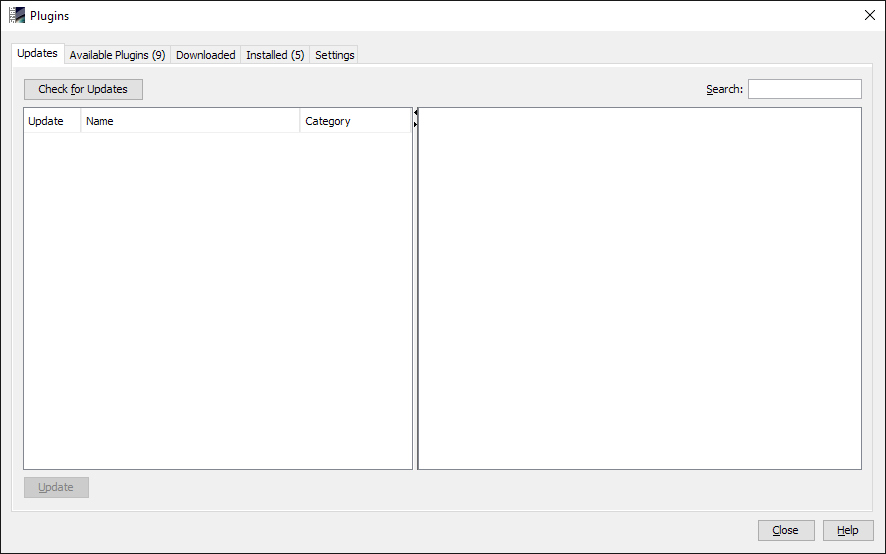 Plugins
Updates Available Plugins (9) Downloaded Installed (5) Settings
Check for Updates Search:
Update Name Category
Update
Close Help